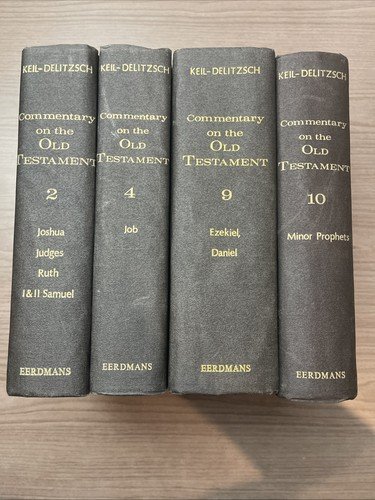 KEIL-DELITZSCH
Commentary
on the
OLD
TESTAMENT
2
Joshua
Judges
Ruth
I & II Samuel
EERDMANS
KEIL-DELITZSCH
Commentary
on the
OLD
TESTAMENT
4
Job
EERDMANS
KEIL-DELITZSCH
Commentary
on the
OLD
TESTAMENT
9
Ezekiel,
Daniel
EERDMANS
KEIL-DELITZSCH
Commentary
on the
OLD
TESTAMENT
10
Minor Prophets
EERDMANS